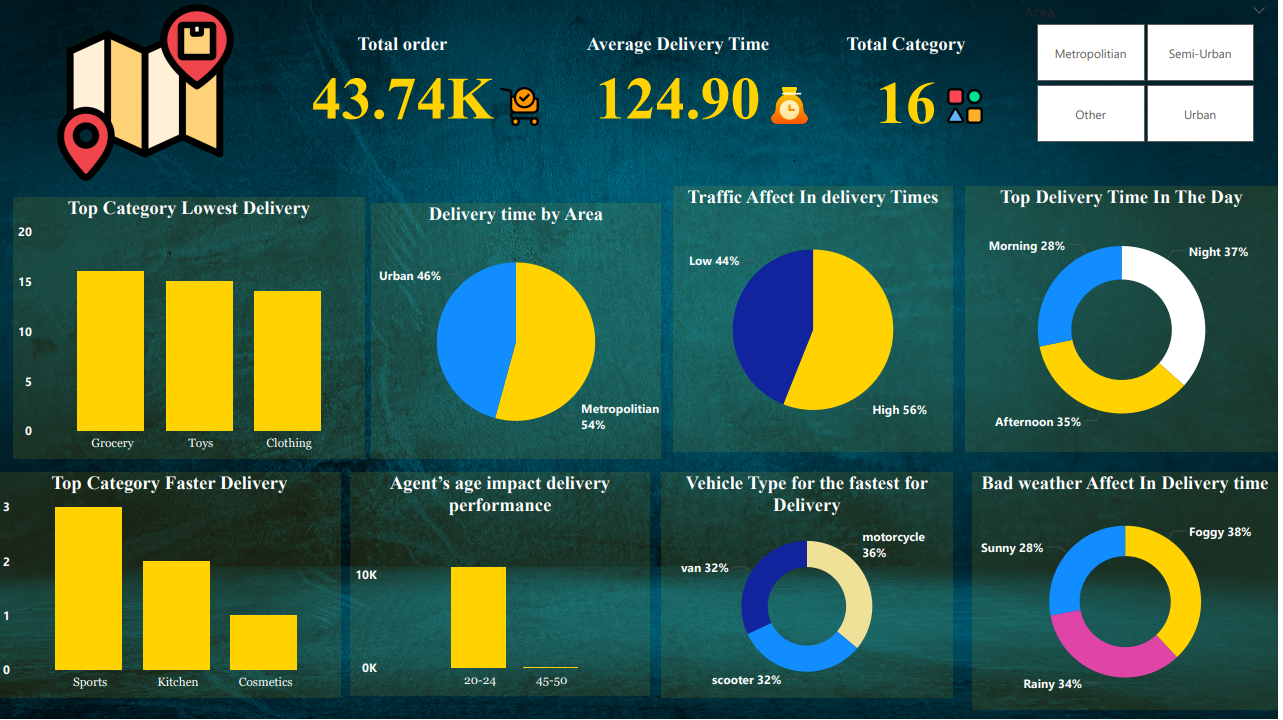 Area
Total order
Average Delivery Time
Total Category
43.74K
124.90
16
Metropolitian
Semi-Urban
Other
Urban
Top Category Lowest Delivery
20
15
10
5
0
Grocery
Toys
Clothing
Delivery time by Area
Urban 46%
Metropolitian
54%
Traffic Affect In delivery Times
Low 44%
High 56%
Top Delivery Time In The Day
Morning 28%
Night 37%
Afternoon 35%
Top Category Faster Delivery
3
2
1
0
Sports
Kitchen
Cosmetics
Agent’s age impact delivery
performance
10K
0K
20-24
45-50
Vehicle Type for the fastest for
Delivery
motorcycle
36%
van 32%
scooter 32%
Bad weather Affect In Delivery time
Foggy 38%
Sunny 28%
Rainy 34%